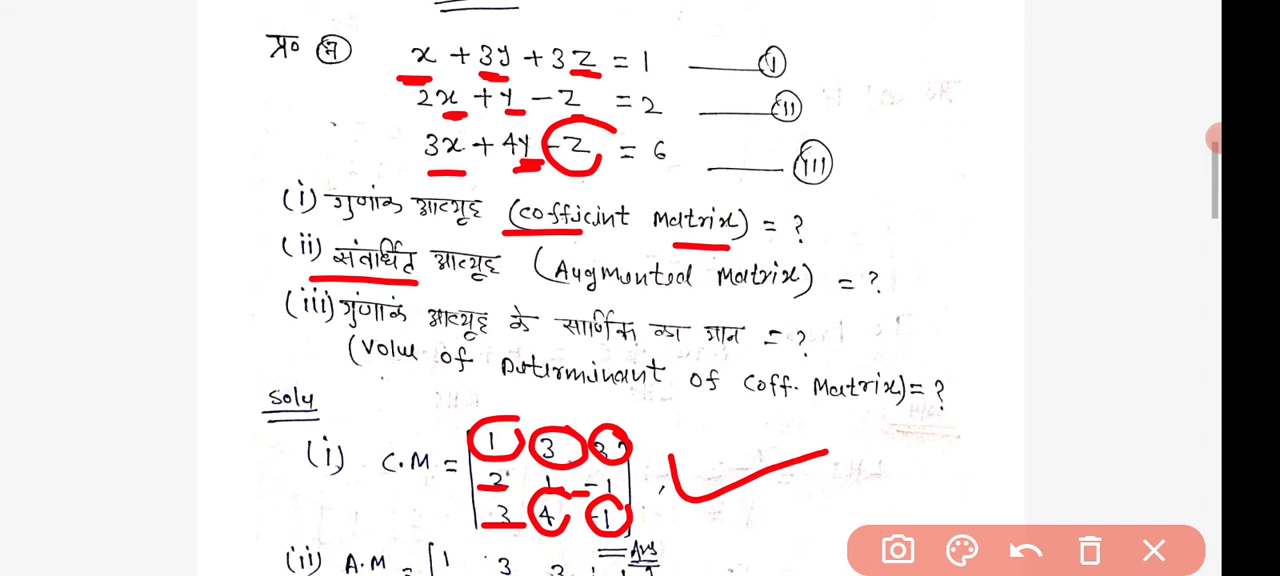 प्र० ⑦
x + 3y + 3z = 1 ——— (I)
2x + y - z = 2 ——— (II)
3x + 4y - z = 6 ——— (III)
(i) गुणांक आव्यूह (cofficint Matrix) = ?
(ii) संवर्धित आव्यूह (Augmented Matrix) = ?
(iii) गुंणांक आव्यूह के सार्णिक का मान = ?
(Value of Determinant of Coff. Matrix) = ?
Soly
(i) C.M = [1 3 3
2 1 -1
3 4 -1],
= Ans
(ii) A.M = [1 3 3 1